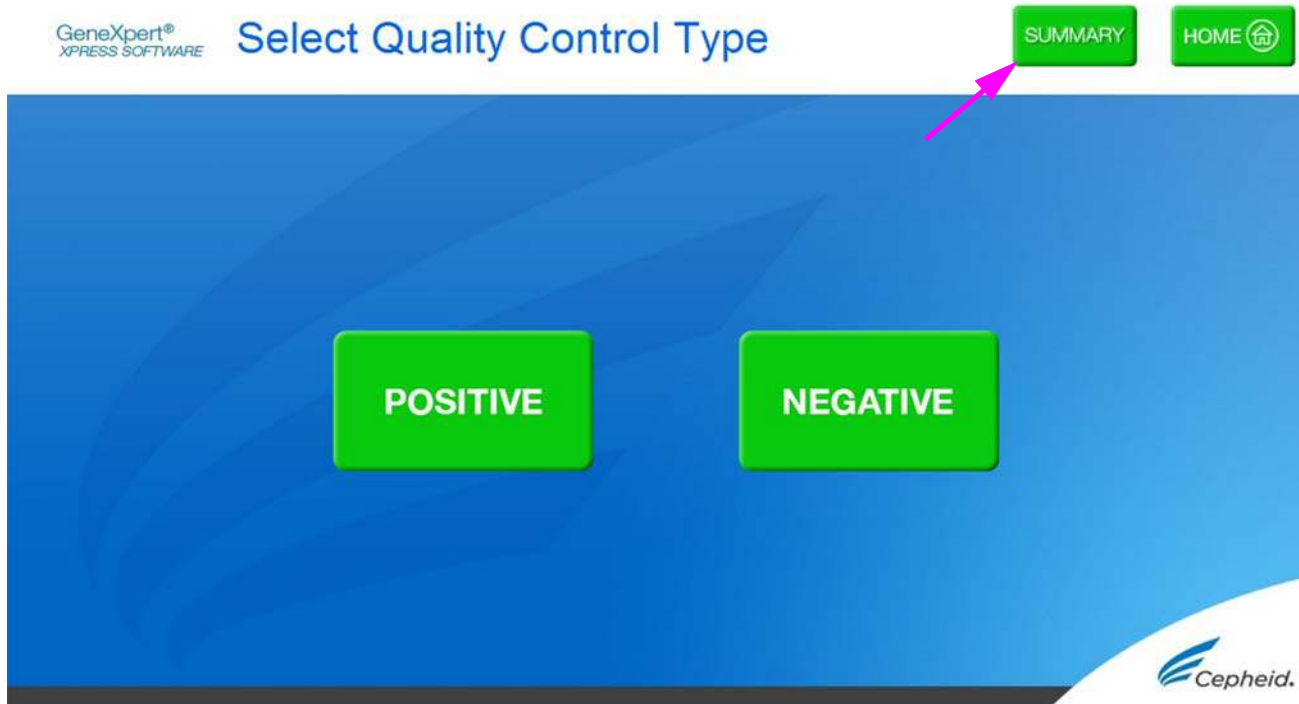 GeneXpert®
XPRESS SOFTWARE
Select Quality Control Type
SUMMARY
HOME
POSITIVE
NEGATIVE
Cepheid.